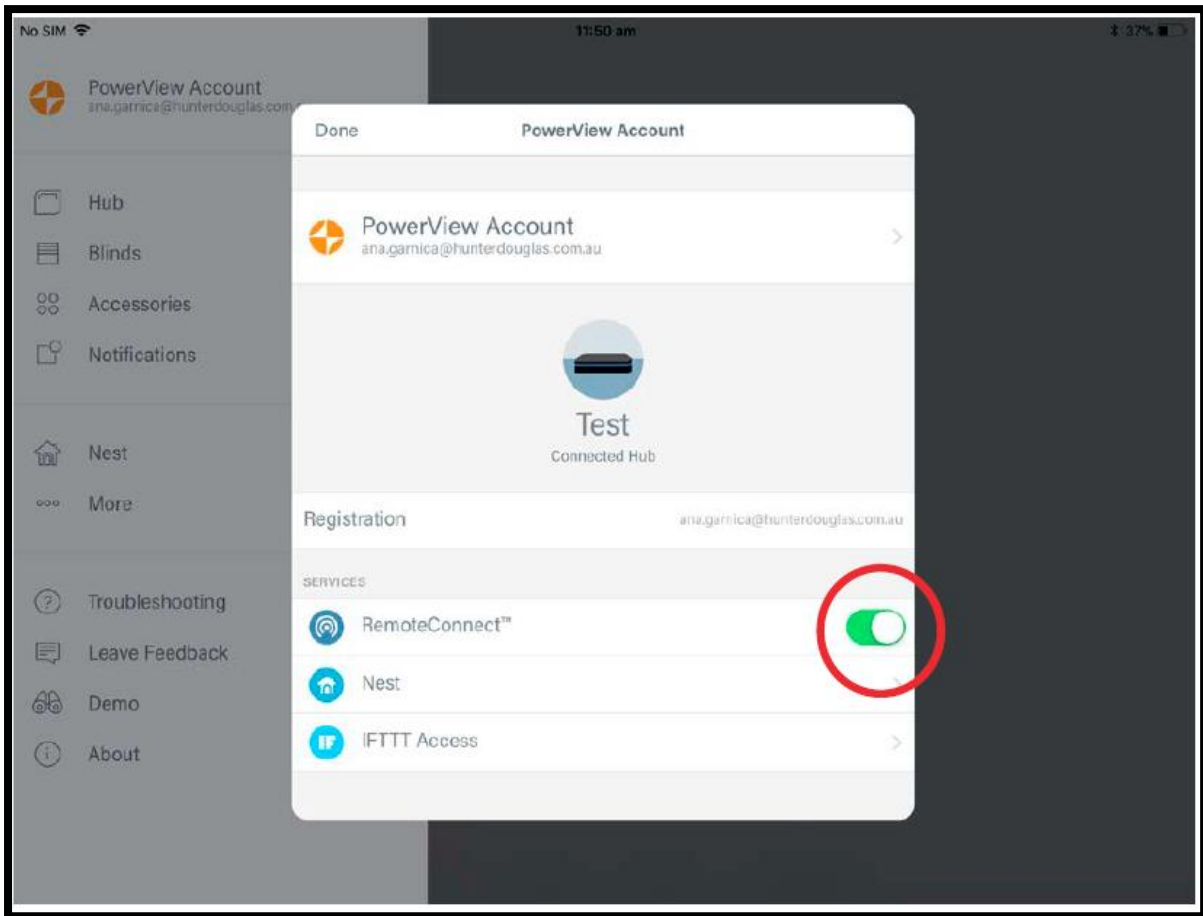 No SIM
11:50 am
37%
PowerView Account
ana.garnica@hunterdouglas.com
Hub
Blinds
Accessories
Notifications
Nest
More
Troubleshooting
Leave Feedback
Demo
About
Done
PowerView Account
PowerView Account
ana.garnica@hunterdouglas.com.au
Test
Connected Hub
Registration
ana.garnica@hunterdouglas.com.au
SERVICES
RemoteConnect™
Nest
IF
IFTTT Access